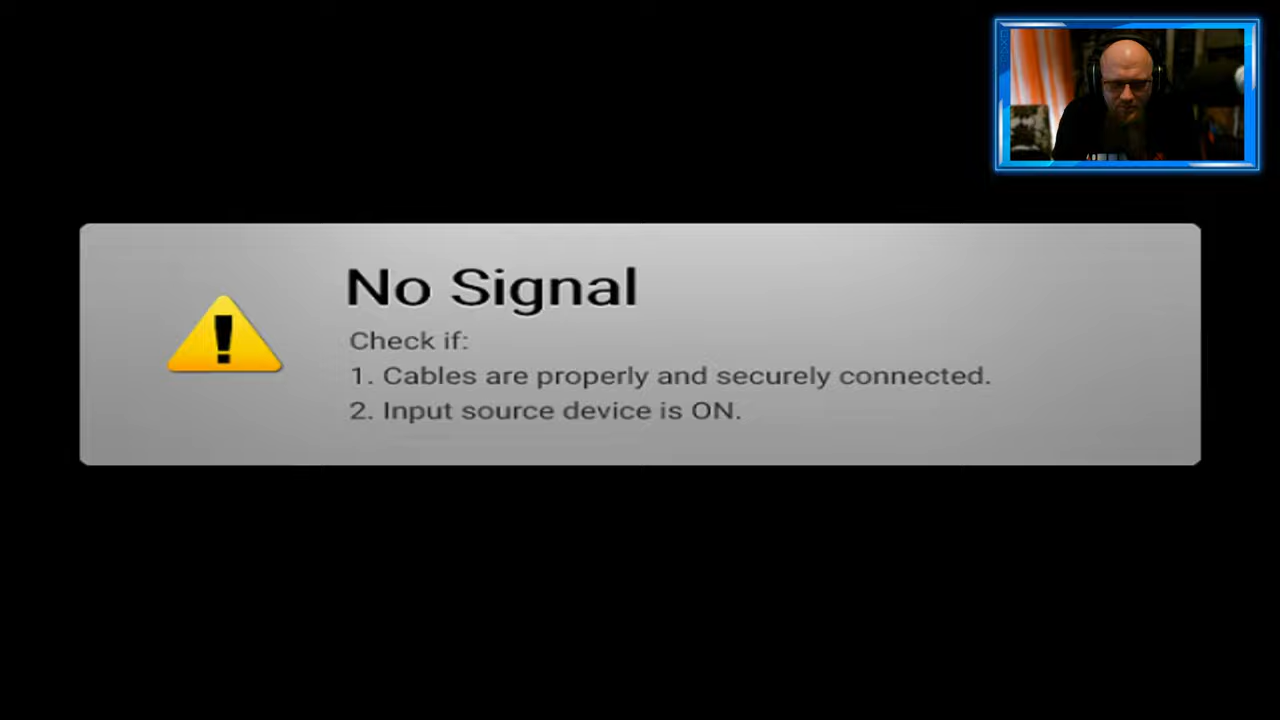 No Signal
Check if:
1. Cables are properly and securely connected.
2. Input source device is ON.